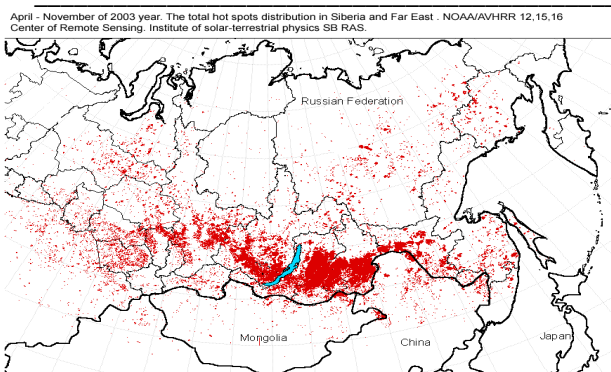 April - November of 2003 year. The total hot spots distribution in Siberia and Far East . NOAA/AVHRR 12,15,16
Center of Remote Sensing. Institute of solar-terrestrial physics SB RAS.
Russian Federation
Mongolia
China
Japan